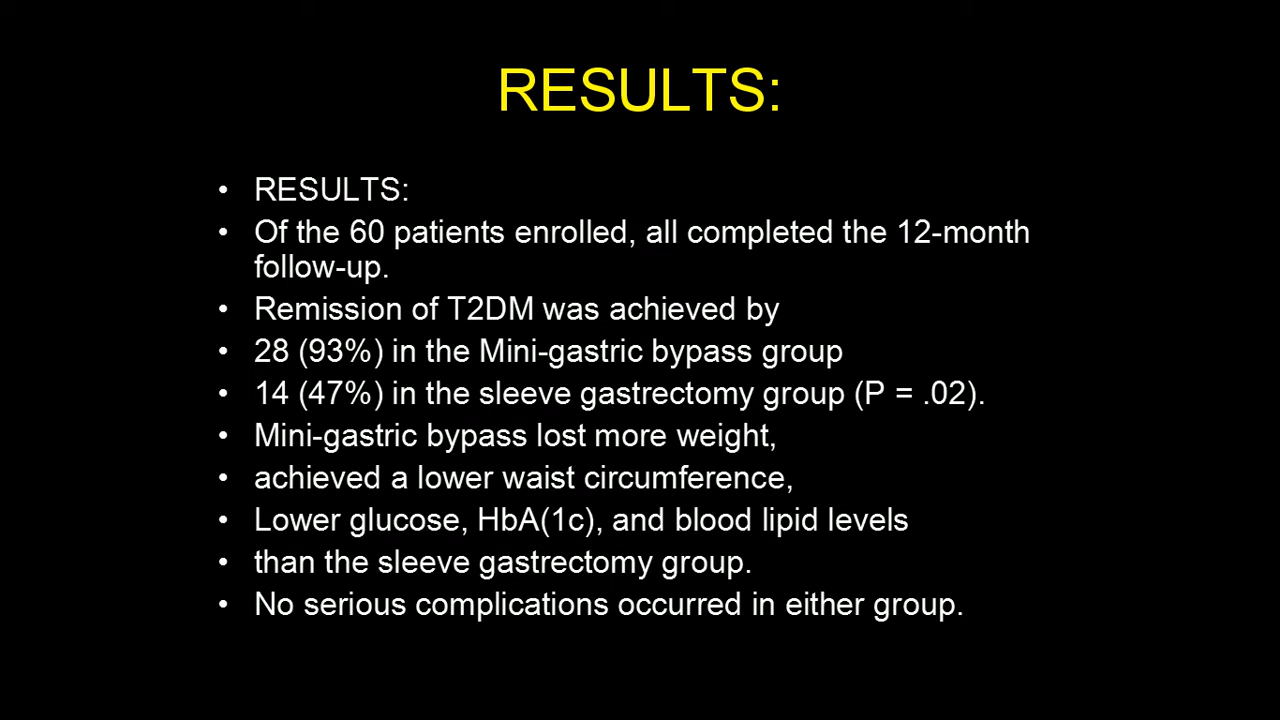 RESULTS:
• RESULTS:
• Of the 60 patients enrolled, all completed the 12-month
follow-up.
• Remission of T2DM was achieved by
• 28 (93%) in the Mini-gastric bypass group
• 14 (47%) in the sleeve gastrectomy group (P = .02).
• Mini-gastric bypass lost more weight,
• achieved a lower waist circumference,
• Lower glucose, HbA(1c), and blood lipid levels
• than the sleeve gastrectomy group.
• No serious complications occurred in either group.